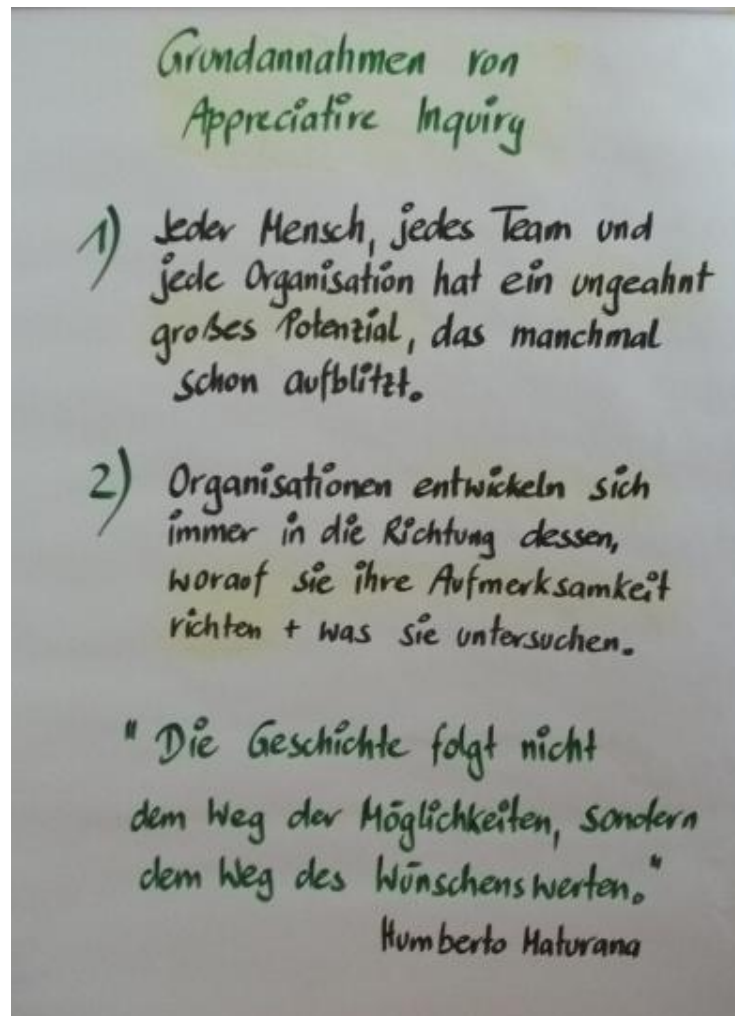 Grundannahmen von
Appreciative Inquiry
1) Jeder Mensch, jedes Team und
jede Organisation hat ein ungeahnt
großes Potenzial, das manchmal
schon aufblitzt.
2) Organisationen entwickeln sich
immer in die Richtung dessen,
worauf sie ihre Aufmerksamkeit
richten + was sie untersuchen.
" Die Geschichte folgt nicht
dem Weg der Möglichkeiten, sondern
dem Weg des Wünschenswerten."
Humberto Maturana